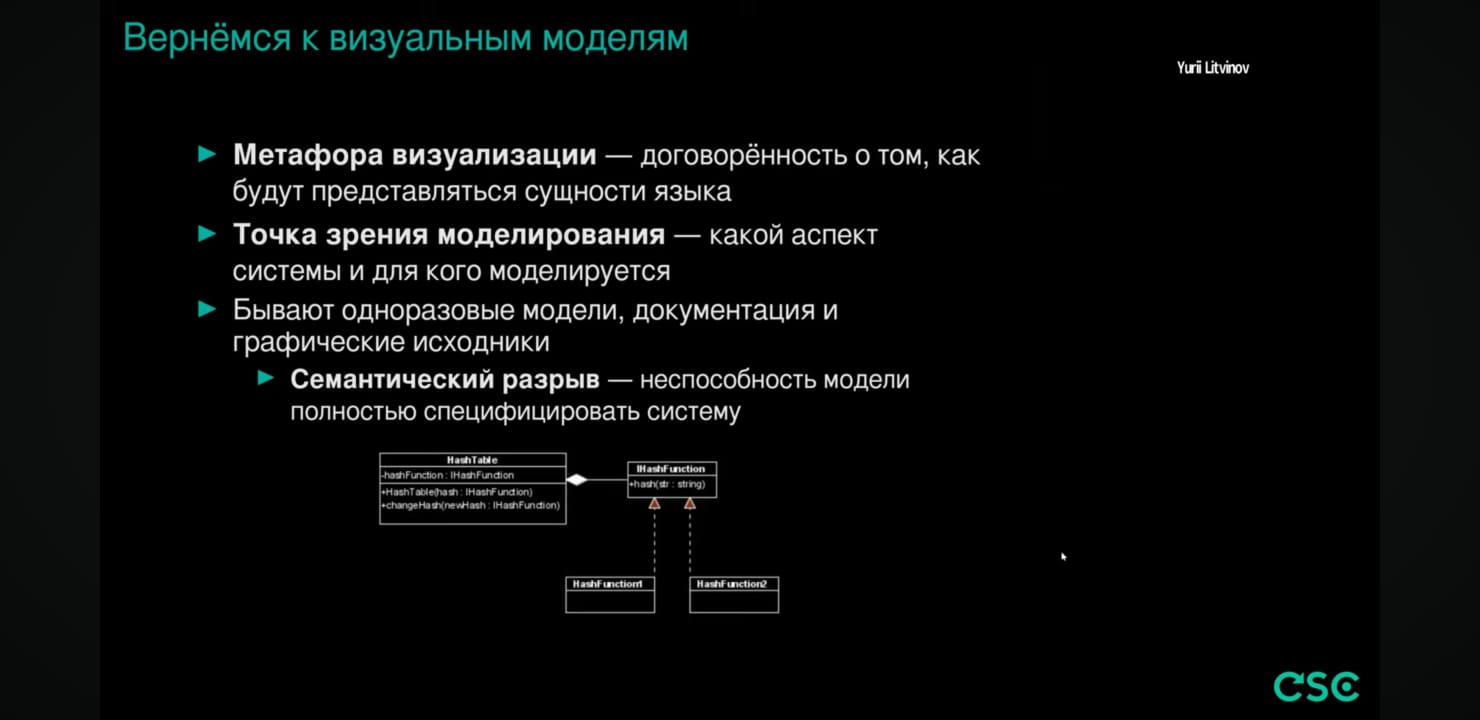 Вернёмся к визуальным моделям
Yurii Litvinov
Метафора визуализации — договорённость о том, как
будут представляться сущности языка
Точка зрения моделирования — какой аспект
системы и для кого моделируется
Бывают одноразовые модели, документация и
графические исходники
Семантический разрыв — неспособность модели
полностью специфицировать систему
HashTable
-hashFunction : IHashFunction
+HashTable(hash : IHashFunction)
+changeHash(newHash : IHashFunction)
IHashFunction
+hash(str : string)
HashFunction1
HashFunction2
CSC